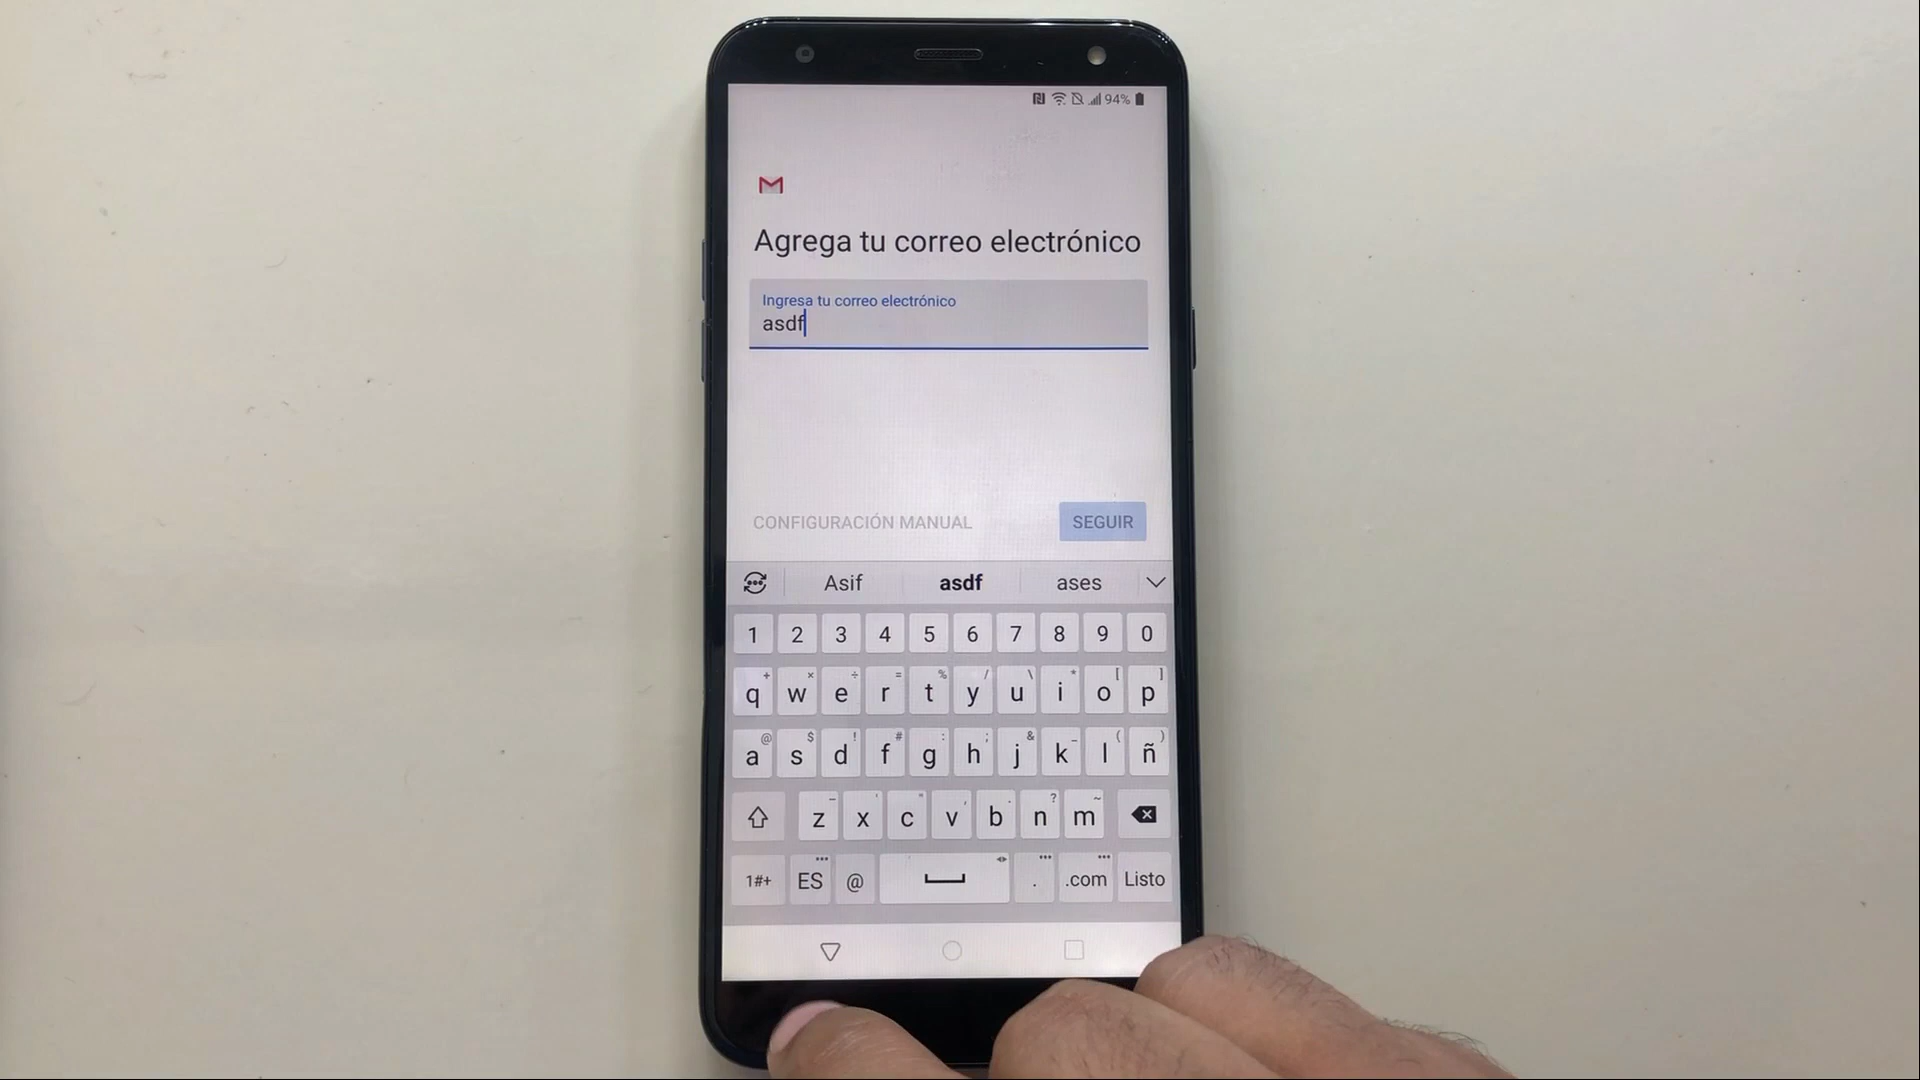 94%
Agrega tu correo electrónico
Ingresa tu correo electrónico
asdf
CONFIGURACIÓN MANUAL SEGUIR
Asif asdf ases
1 2 3 4 5 6 7 8 9 0
+ × ÷ = % / \ * [ ]
q w e r t y u i o p
@ $ ! # : ; & _ ( )
a s d f g h j k l ñ
- ' " , . ? ~
z x c v b n m
1#+ ES @ . .com Listo